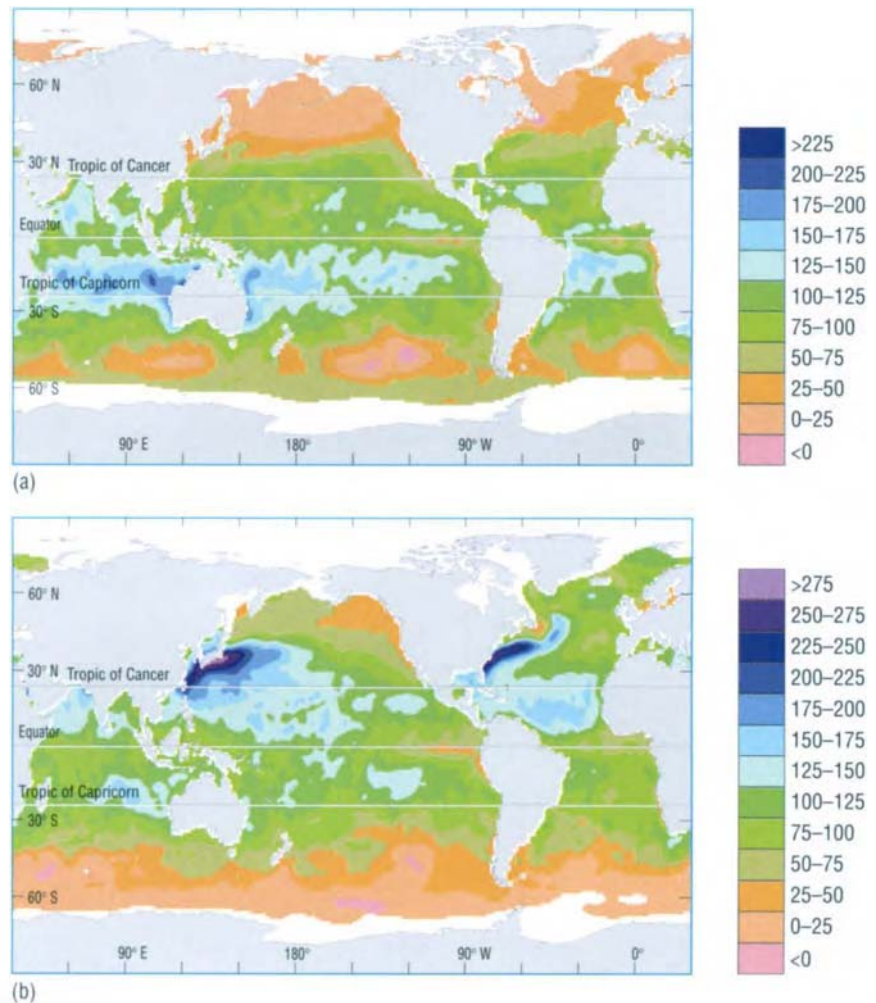 60° N
30° N
Tropic of Cancer
Equator
Tropic of Capricorn
30° S
60° S
90° E
180°
90° W
0°
>225
200–225
175–200
150–175
125–150
100–125
75–100
50–75
25–50
0–25
<0
(a)
60° N
30° N
Tropic of Cancer
Equator
Tropic of Capricorn
30° S
60° S
90° E
180°
90° W
0°
>275
250–275
225–250
200–225
175–200
150–175
125–150
100–125
75–100
50–75
25–50
0–25
<0
(b)